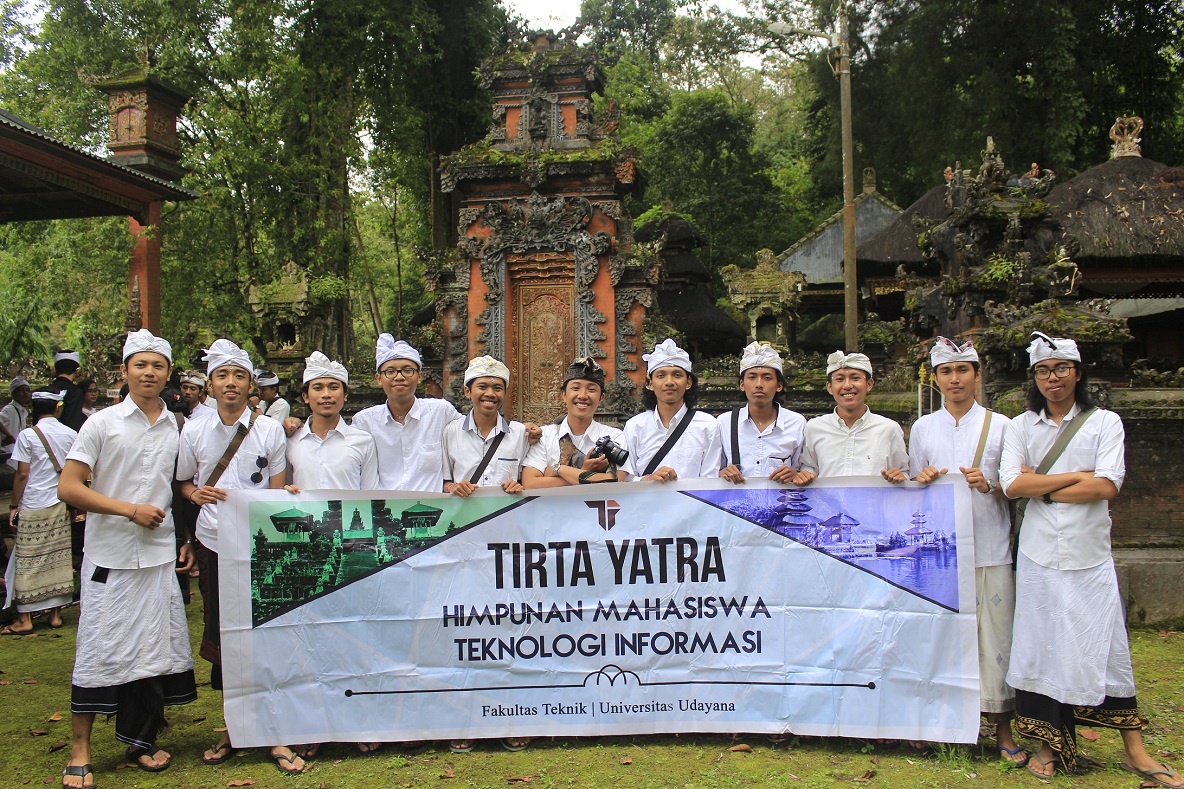 TIRTA YATRA
HIMPUNAN MAHASISWA
TEKNOLOGI INFORMASI
Fakultas Teknik | Universitas Udayana